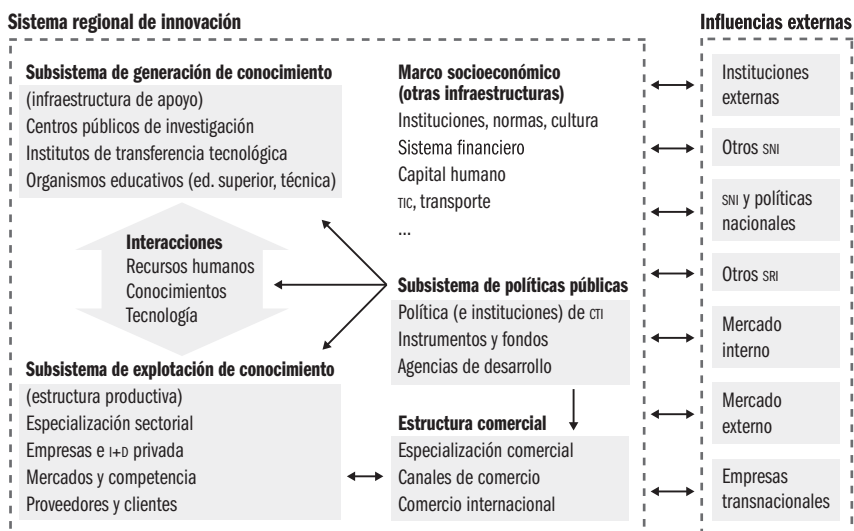 Sistema regional de innovación
Subsistema de generación de conocimiento
(infraestructura de apoyo)
Centros públicos de investigación
Institutos de transferencia tecnológica
Organismos educativos (ed. superior, técnica)
Interacciones
Recursos humanos
Conocimientos
Tecnología
Subsistema de explotación de conocimiento
(estructura productiva)
Especialización sectorial
Empresas e I+D privada
Mercados y competencia
Proveedores y clientes
Marco socioeconómico
(otras infraestructuras)
Instituciones, normas, cultura
Sistema financiero
Capital humano
TIC, transporte
...
Subsistema de políticas públicas
Política (e instituciones) de CTI
Instrumentos y fondos
Agencias de desarrollo
Estructura comercial
Especialización comercial
Canales de comercio
Comercio internacional
Influencias externas
Instituciones
externas
Otros SNI
SNI y políticas
nacionales
Otros SRI
Mercado
interno
Mercado
externo
Empresas
transnacionales